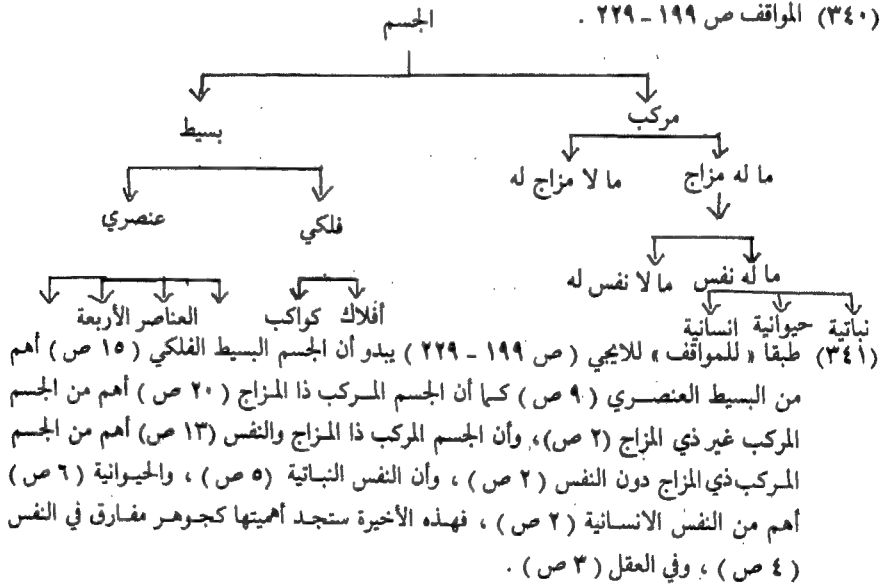 (٣٤٠) المواقف ص ١٩٩ ـ ٢٢٩ .
الجسم
مركب
بسيط
ما له مزاج
ما لا مزاج له
فلكي
عنصري
ما له نفس
ما لا نفس له
أفلاك
كواكب
العناصر الأربعة
نباتية
حيوانية
انسانية
(٣٤١) طبقا « للمواقف » للايجي ( ص ١٩٩ ـ ٢٢٩ ) يبدو أن الجسم البسيط الفلكي ( ١٥ ص ) أهم
من البسيط العنصري ( ٩ ص ) كما أن الجسم المركب ذا المزاج ( ٢٠ ص ) أهم من الجسم
المركب غير ذي المزاج (٢ ص)، وأن الجسم المركب ذا المزاج والنفس (١٣ ص) أهم من الجسم
المركب ذي المزاج دون النفس ( ٢ ص ) ، وأن النفس النباتية (٥ ص ) ، والحيوانية ( ٦ ص )
أهم من النفس الانسانية ( ٢ ص ) ، فهذه الأخيرة ستجد أهميتها كجوهر مفارق في النفس
( ٤ ص ) ، وفي العقل ( ٣ ص ) .